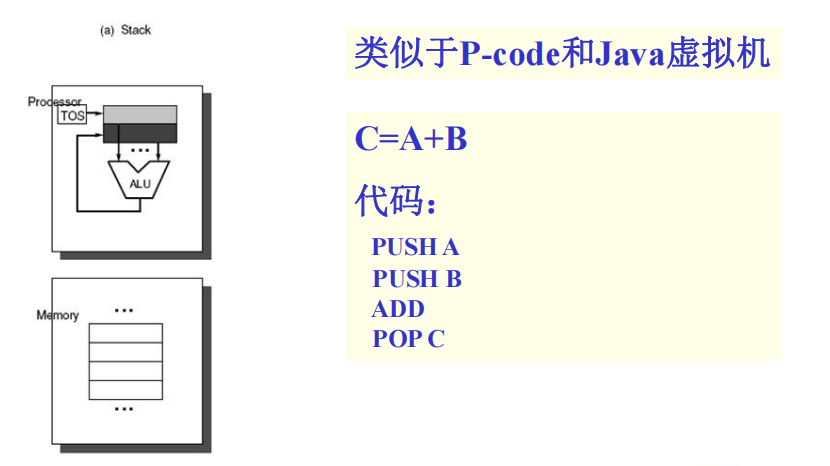 (a) Stack
类似于P-code和Java虚拟机
Processor
TOS
...
ALU
C=A+B
代码：
PUSH A
PUSH B
ADD
POP C
Memory
...
...